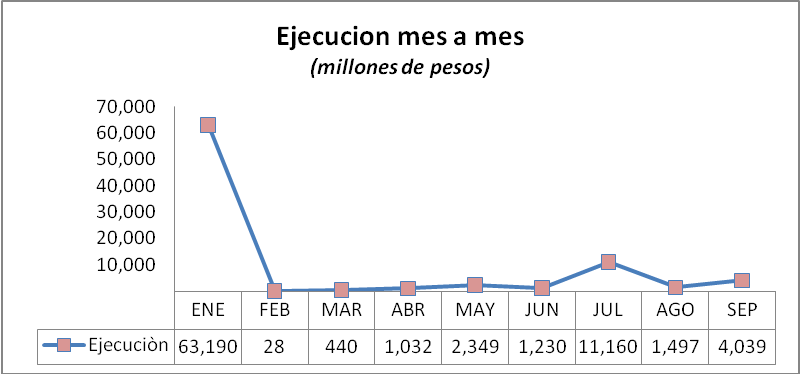 Ejecucion mes a mes
(millones de pesos)
70,000
60,000
50,000
40,000
30,000
20,000
10,000
ENE FEB MAR ABR MAY JUN JUL AGO SEP
Ejecuciòn 63,190 28 440 1,032 2,349 1,230 11,160 1,497 4,039